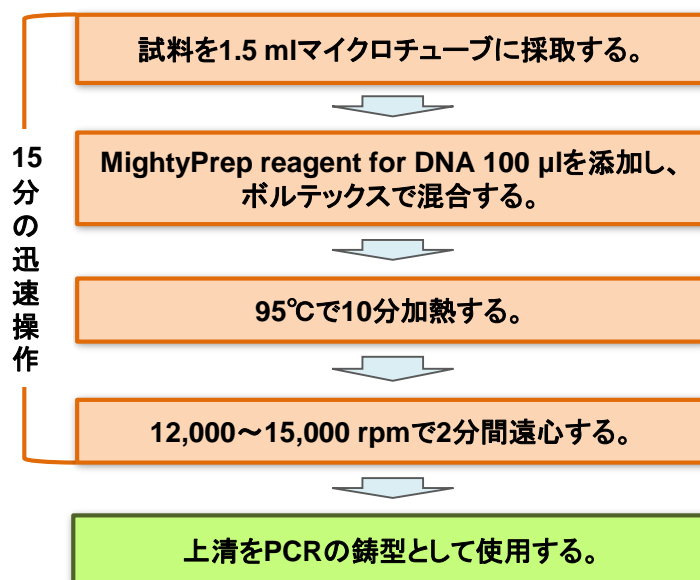 試料を1.5 mlマイクロチューブに採取する。
MightyPrep reagent for DNA 100 µlを添加し、
ボルテックスで混合する。
95℃で10分加熱する。
12,000～15,000 rpmで2分間遠心する。
上清をPCRの鋳型として使用する。
15分の迅速操作